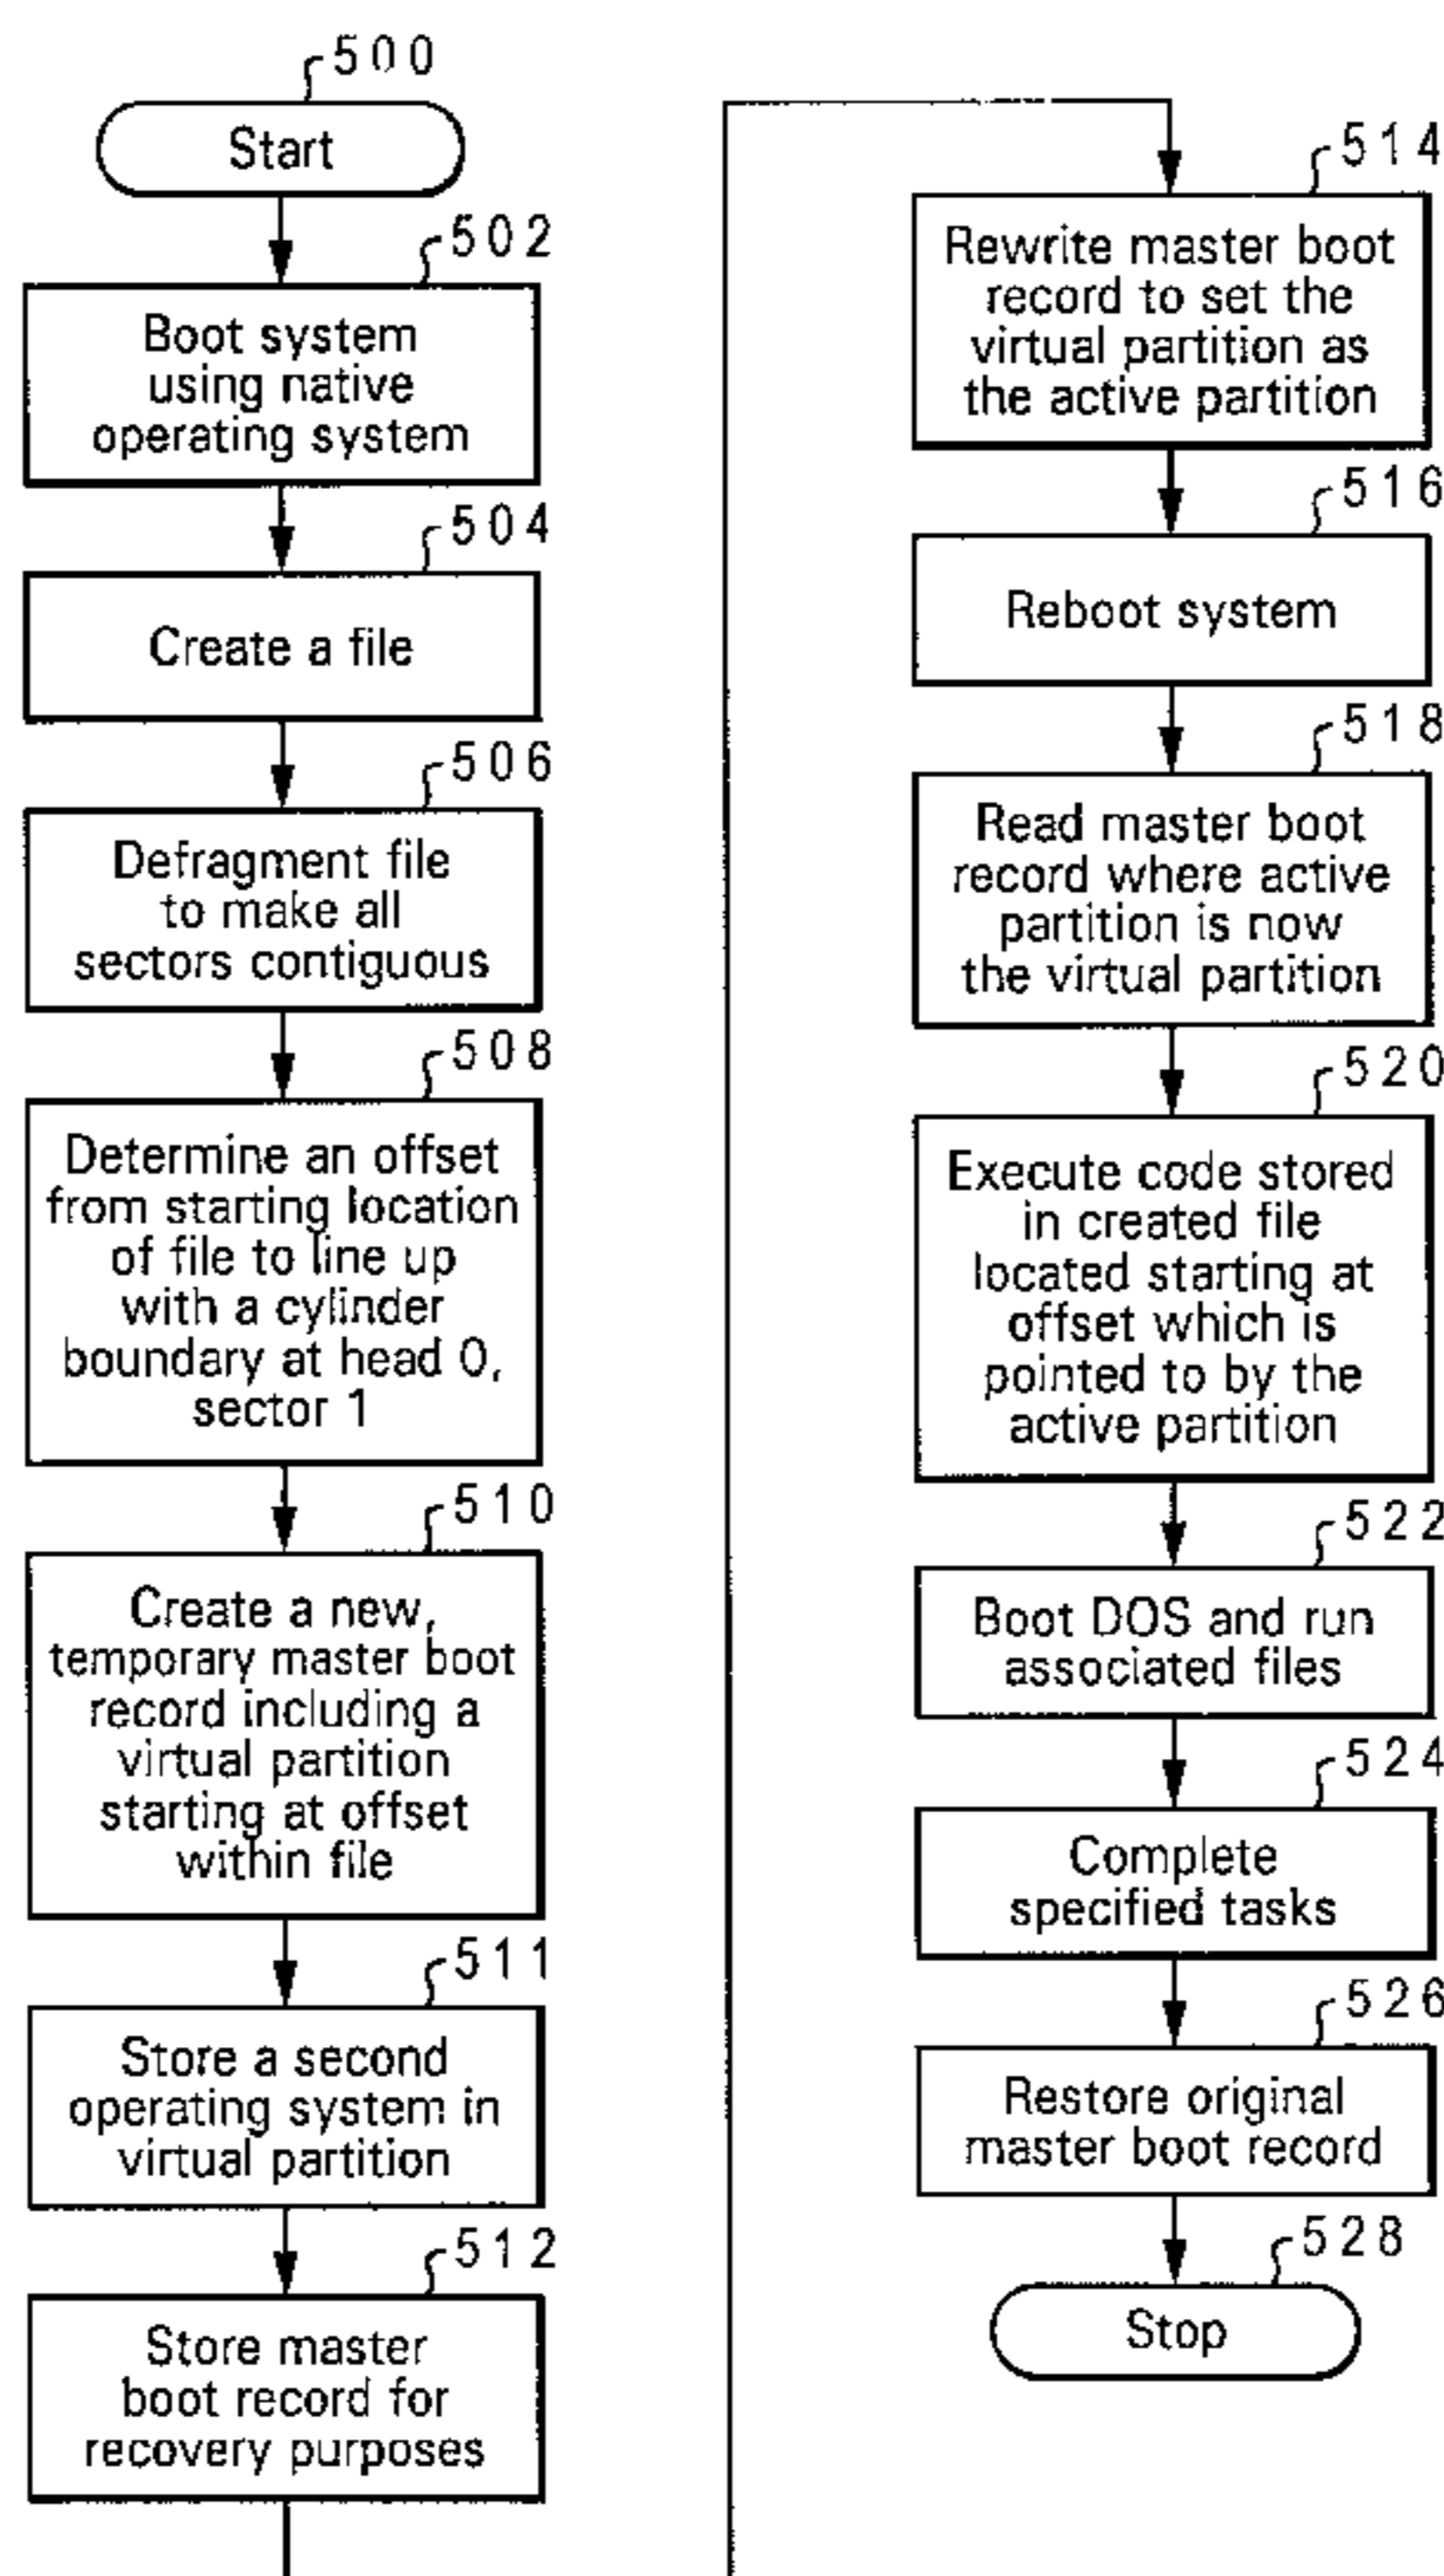 500
Start
502
Boot system
using native
operating system
504
Create a file
506
Defragment file
to make all
sectors contiguous
508
Determine an offset
from starting location
of file to line up
with a cylinder
boundary at head 0,
sector 1
510
Create a new,
temporary master boot
record including a
virtual partition
starting at offset
within file
511
Store a second
operating system in
virtual partition
512
Store master
boot record for
recovery purposes
514
Rewrite master boot
record to set the
virtual partition as
the active partition
516
Reboot system
518
Read master boot
record where active
partition is now
the virtual partition
520
Execute code stored
in created file
located starting at
offset which is
pointed to by the
active partition
522
Boot DOS and run
associated files
524
Complete
specified tasks
526
Restore original
master boot record
528
Stop